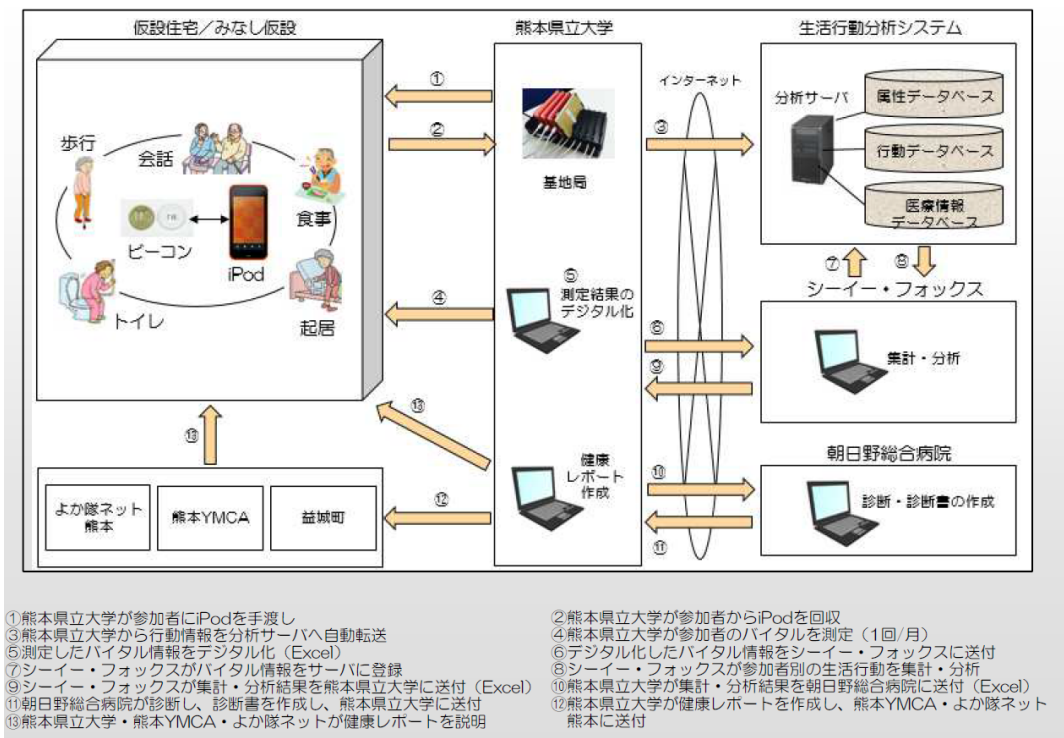 仮設住宅／みなし仮設
熊本県立大学
生活行動分析システム
①
②
歩行
会話
食事
ビーコン
iPod
トイレ
起居
基地局
インターネット
③
分析サーバ
属性データベース
行動データベース
医療情報
データベース
⑦
⑧
④
⑤
測定結果の
デジタル化
⑥
⑨
シーイー・フォックス
集計・分析
⑬
⑬
健康
レポート
作成
⑩
⑪
朝日野総合病院
診断・診断書の作成
よか隊ネット
熊本
熊本YMCA
益城町
⑫
①熊本県立大学が参加者にiPodを手渡し
②熊本県立大学が参加者からiPodを回収
③熊本県立大学から行動情報を分析サーバへ自動転送
④熊本県立大学が参加者のバイタルを測定（1回/月）
⑤測定したバイタル情報をデジタル化（Excel）
⑥デジタル化したバイタル情報をシーイー・フォックスに送付
⑦シーイー・フォックスがバイタル情報をサーバに登録
⑧シーイー・フォックスが参加者別の生活行動を集計・分析
⑨シーイー・フォックスが集計・分析結果を熊本県立大学に送付（Excel）
⑩熊本県立大学が集計・分析結果を朝日野総合病院に送付（Excel）
⑪朝日野総合病院が診断し、診断書を作成し、熊本県立大学に送付
⑫熊本県立大学が健康レポートを作成し、熊本YMCA・よか隊ネット
熊本に送付
⑬熊本県立大学・熊本YMCA・よか隊ネットが健康レポートを説明